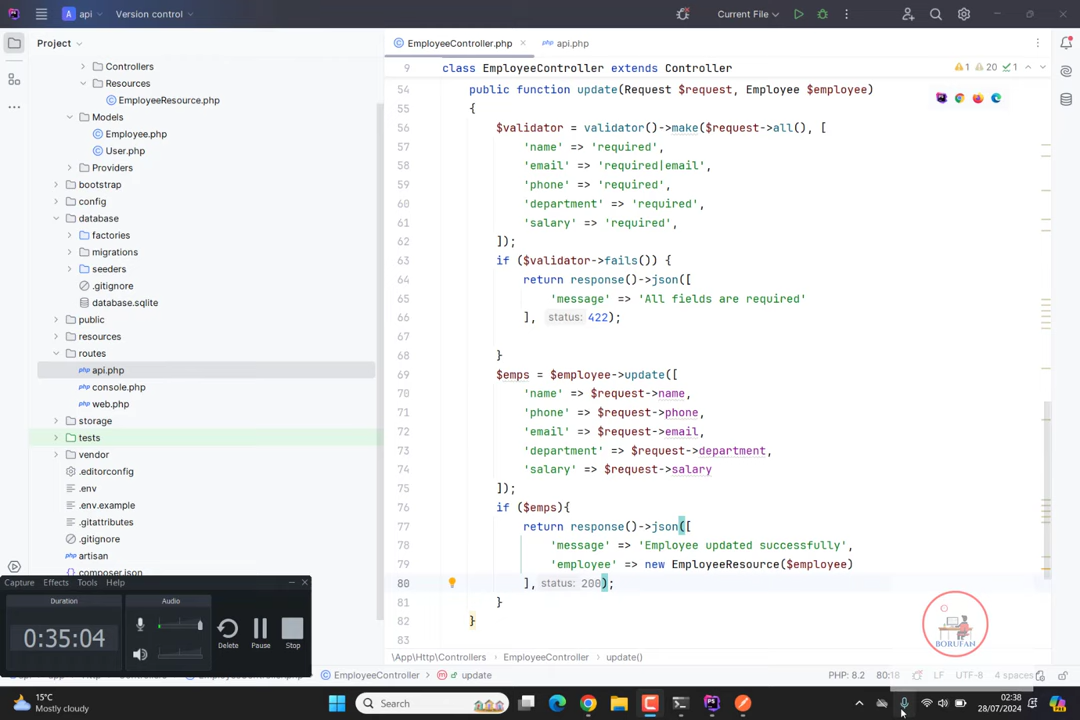 api
Version control
Current File
Project
EmployeeController.php
api.php
Controllers
Resources
EmployeeResource.php
Models
Employee.php
User.php
Providers
bootstrap
config
database
factories
migrations
seeders
.gitignore
database.sqlite
public
resources
routes
api.php
console.php
web.php
storage
tests
vendor
.editorconfig
.env
.env.example
.gitattributes
.gitignore
artisan
composer.json
9 class EmployeeController extends Controller
1 20 1
54 public function update(Request $request, Employee $employee)
{
56 $validator = validator()->make($request->all(), [
57 'name' => 'required',
58 'email' => 'required|email',
59 'phone' => 'required',
60 'department' => 'required',
61 'salary' => 'required',
62 ]);
63 if ($validator->fails()) {
64 return response()->json([
65 'message' => 'All fields are required'
66 ], status: 422);
67
68 }
69 $emps = $employee->update([
70 'name' => $request->name,
71 'phone' => $request->phone,
72 'email' => $request->email,
73 'department' => $request->department,
74 'salary' => $request->salary
75 ]);
76 if ($emps){
77 return response()->json([
78 'message' => 'Employee updated successfully',
79 'employee' => new EmployeeResource($employee)
80 ], status: 200);
81 }
82 }
83
BORUFAN
\App\Http\Controllers EmployeeController update()
Capture Effects Tools Help
Duration
Audio
0:35:04
Delete
Pause
Stop
EmployeeController update
PHP: 8.2 80:18 LF UTF-8 4 spaces
15°C
Mostly cloudy
Search
02:38
28/07/2024